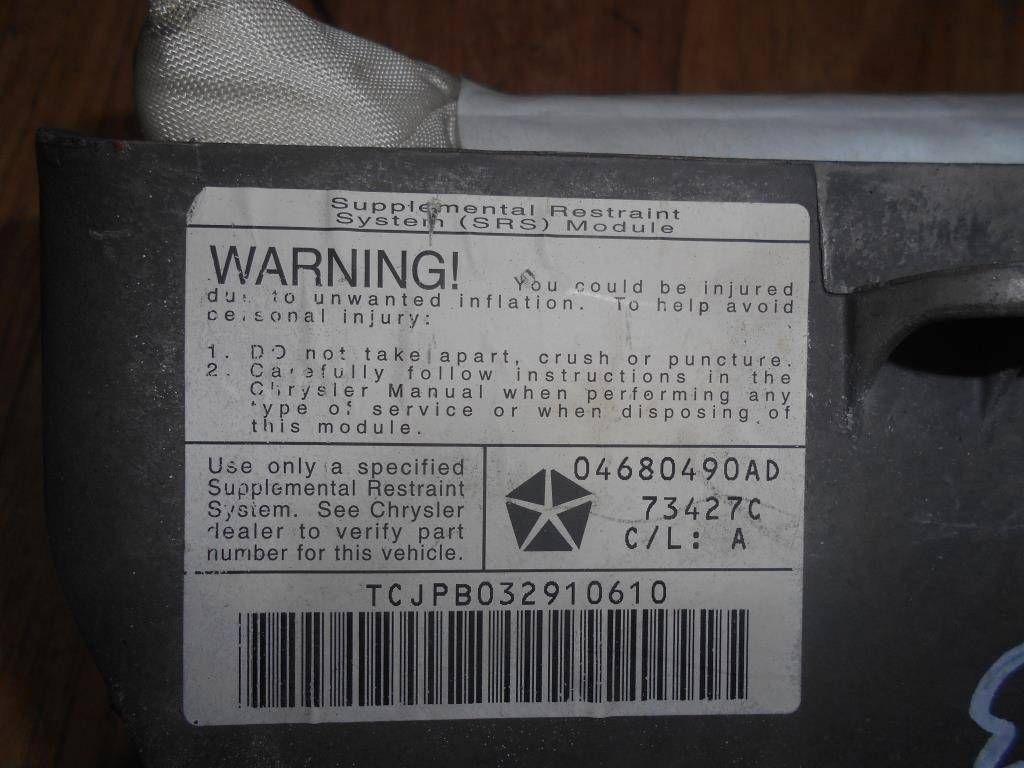 Supplemental Restraint
System (SRS) Module
WARNING! You could be injured
due to unwanted inflation. To help avoid
personal injury:
1. DO not take apart, crush or puncture.
2. Carefully follow instructions in the
Chrysler Manual when performing any
type of service or when disposing of
this module.
Use only a specified
Supplemental Restraint
System. See Chrysler
dealer to verify part
number for this vehicle.
04680490AD
73427C
C/L: A
TCJPB032910610